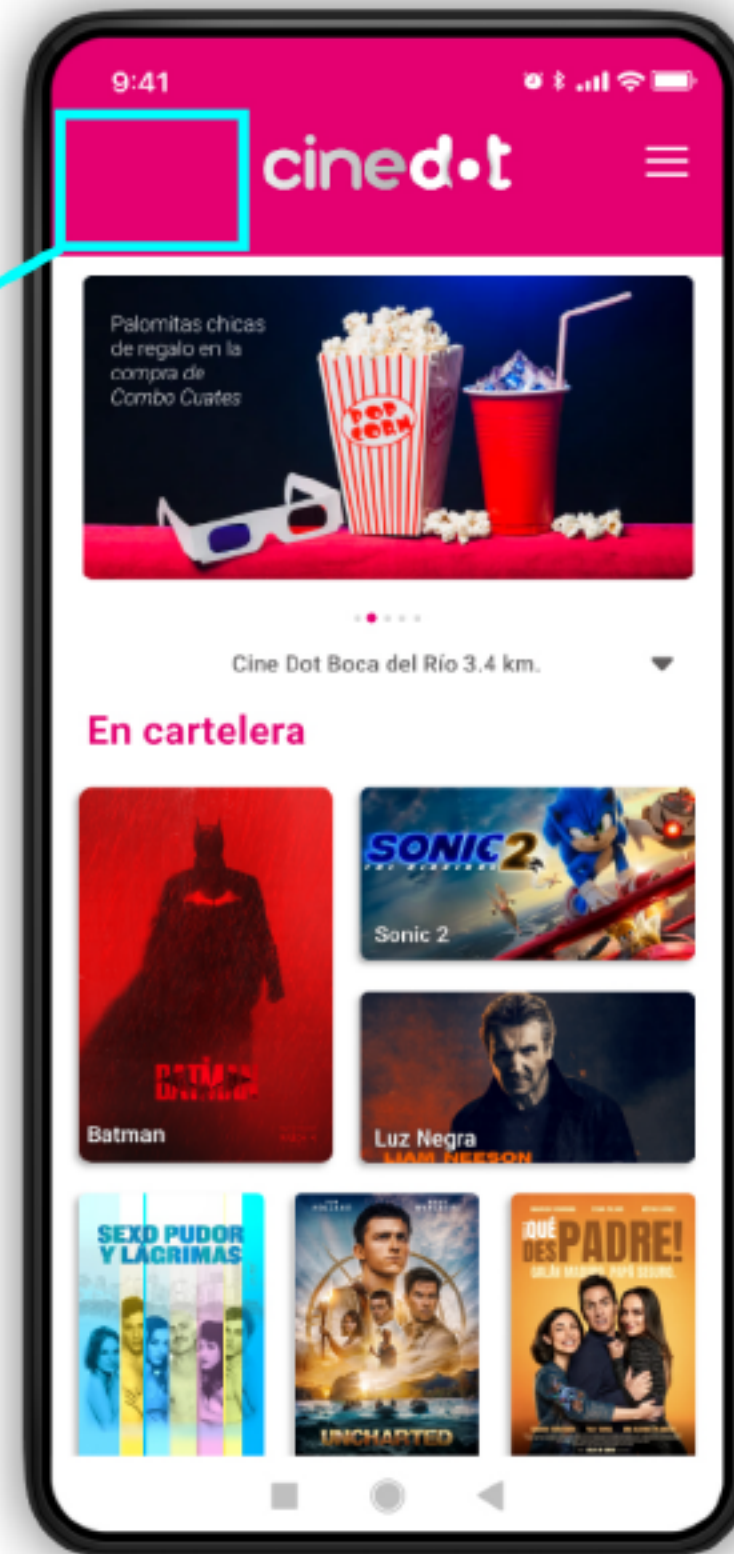 9:41
cinedot
Palomitas chicas
de regalo en la
compra de
Combo Cuates
POP
CORN
Cine Dot Boca del Río 3.4 km.
En cartelera
BATMAN
Batman
SONIC 2
Sonic 2
Luz Negra
LIAM NEESON
SEXO PUDOR
Y LÁGRIMAS
UNCHARTED
¡QUÉ
DES PADRE!